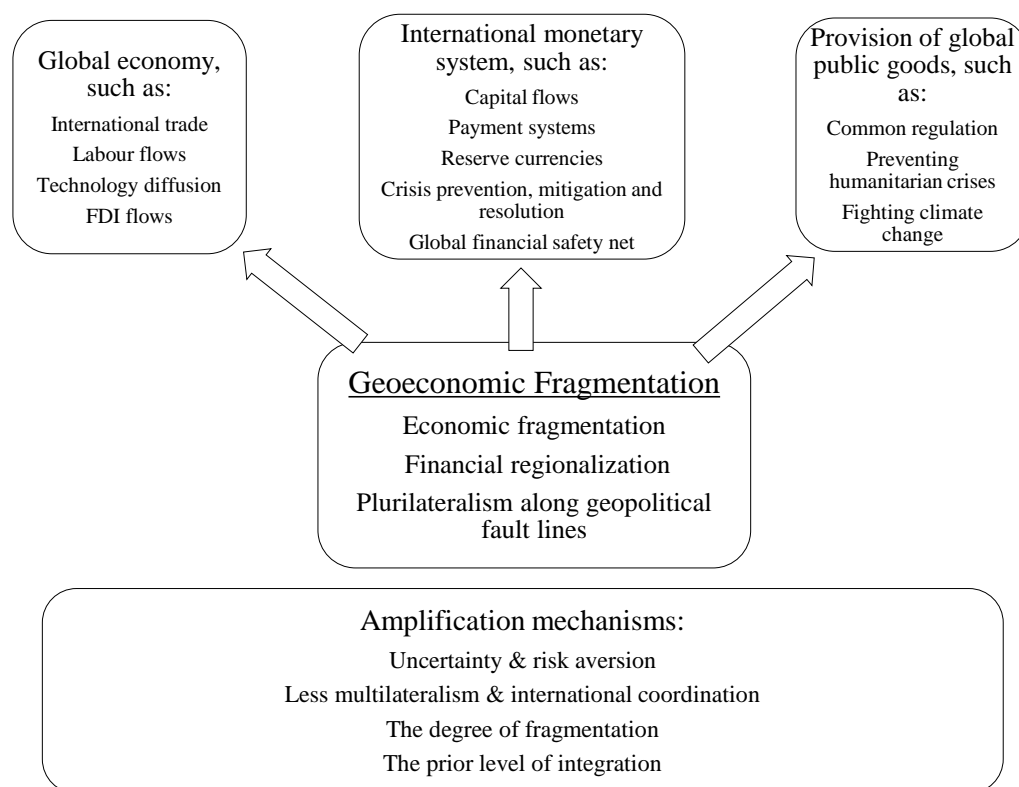 Global economy,
such as:
International trade
Labour flows
Technology diffusion
FDI flows
International monetary
system, such as:
Capital flows
Payment systems
Reserve currencies
Crisis prevention, mitigation and
resolution
Global financial safety net
Provision of global
public goods, such
as:
Common regulation
Preventing
humanitarian crises
Fighting climate
change
Geoeconomic Fragmentation
Economic fragmentation
Financial regionalization
Plurilateralism along geopolitical
fault lines
Amplification mechanisms:
Uncertainty & risk aversion
Less multilateralism & international coordination
The degree of fragmentation
The prior level of integration